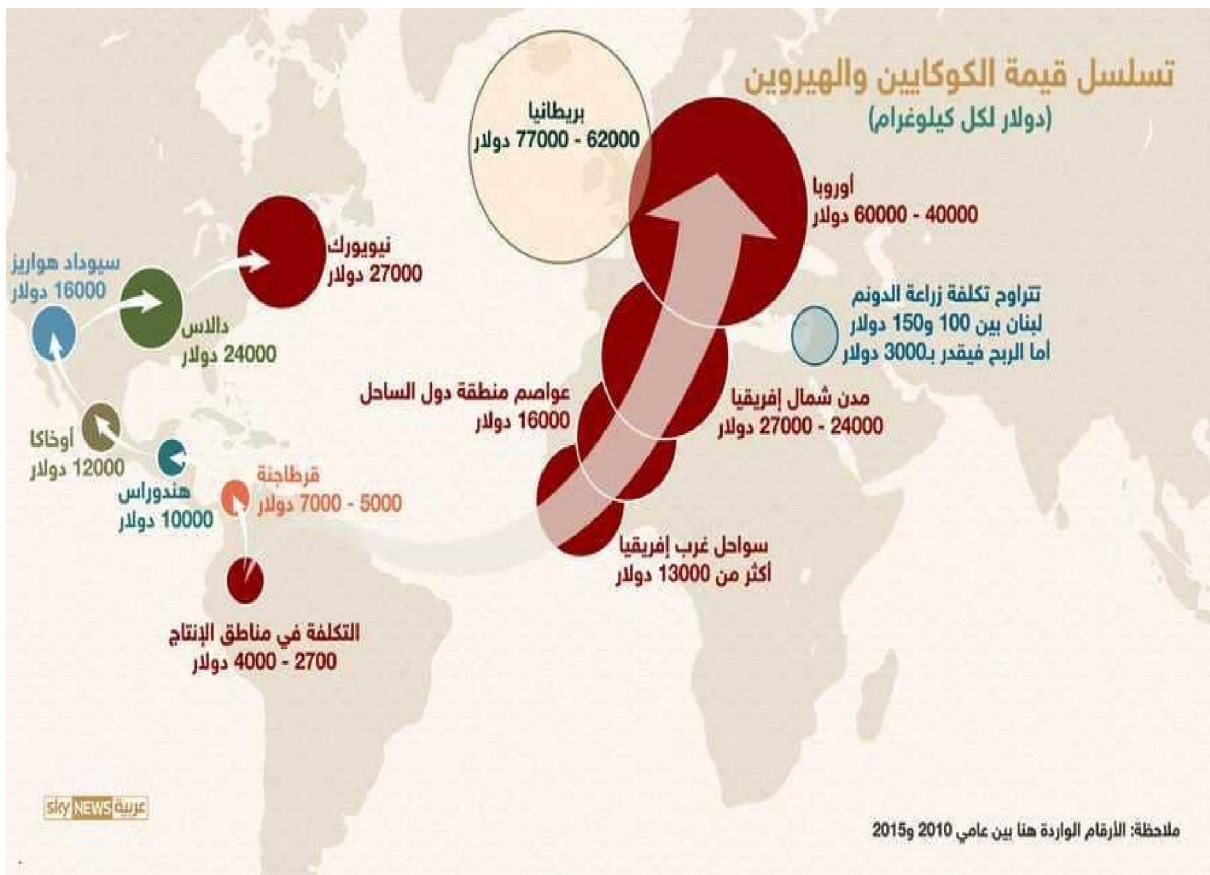 تسلسل قيمة الكوكايين والهيروين
(دولار لكل كيلوغرام)
بريطانيا
62000 - 77000 دولار
أوروبا
40000 - 60000 دولار
نيويورك
27000 دولار
سيوداد هواريز
16000 دولار
دالاس
24000 دولار
تتراوح تكلفة زراعة الدونم
لبنان بين 100 و150 دولار
أما الربح فيقدر بـ3000 دولار
مدن شمال إفريقيا
24000 - 27000 دولار
عواصم منطقة دول الساحل
16000 دولار
أوخاكا
12000 دولار
هندوراس
10000 دولار
قرطاجنة
5000 - 7000 دولار
سواحل غرب إفريقيا
أكثر من 13000 دولار
التكلفة في مناطق الإنتاج
2700 - 4000 دولار
sky NEWS عربية
ملاحظة: الأرقام الواردة هنا بين عامي 2010 و2015